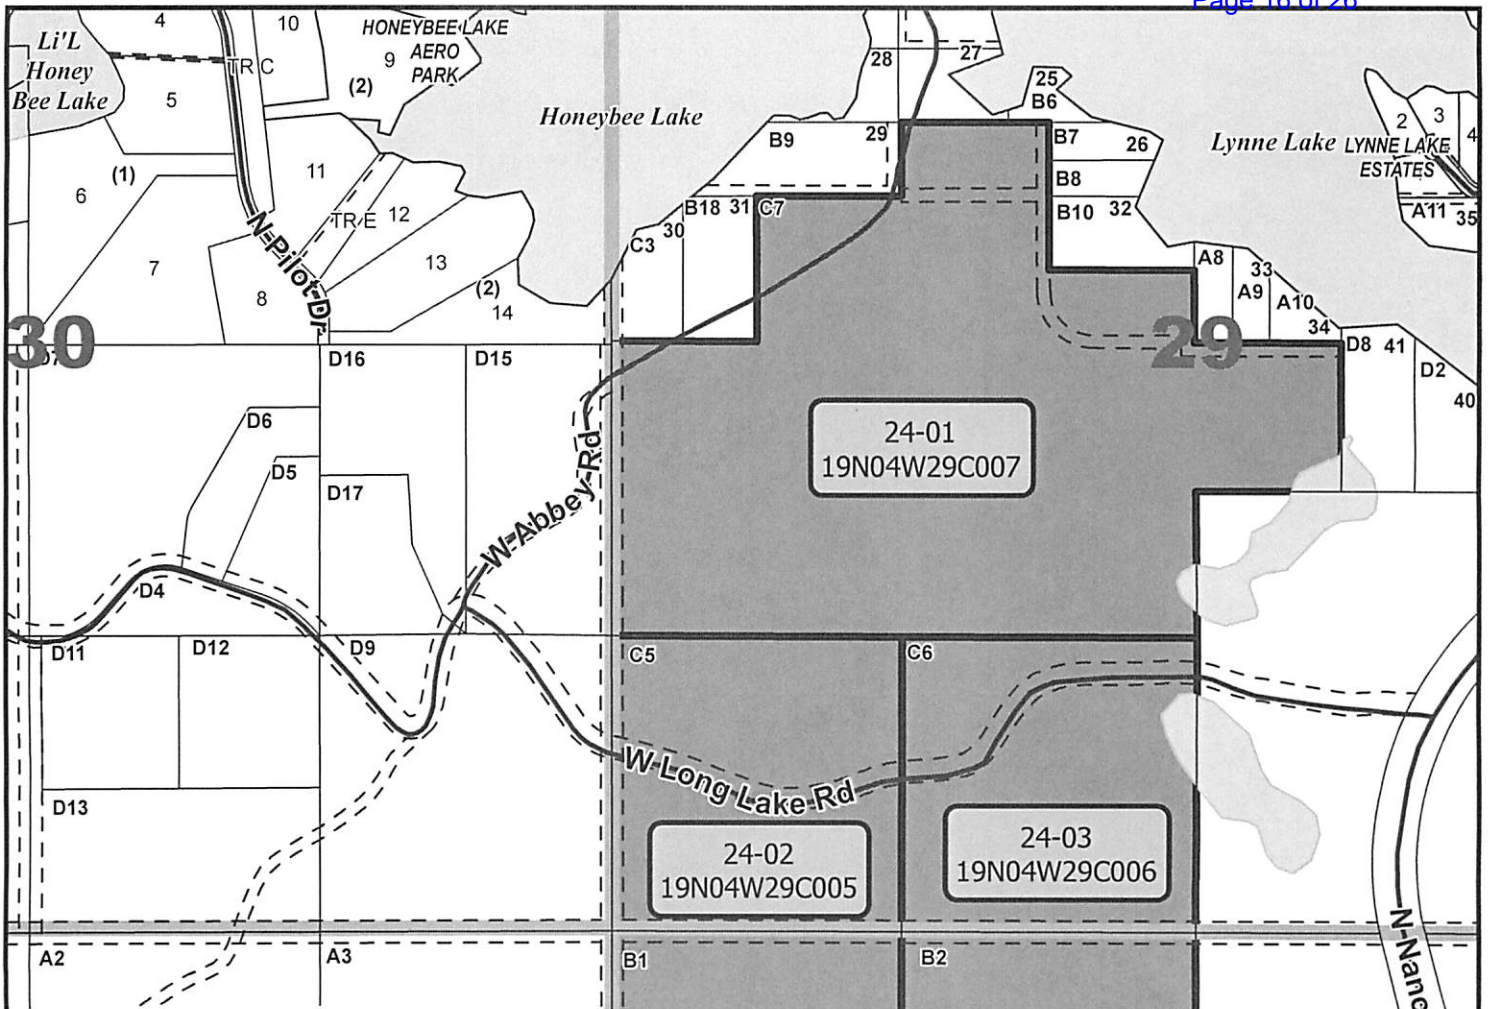 Page 16 of 26
4
10
HONEYBEE LAKE
AERO
PARK
9
(2)
TR C
5
Li'L
Honey
Bee Lake
Honeybee Lake
28
27
25
B6
B9
29
B7
26
B8
B10
32
Lynne Lake
LYNNE LAKE
ESTATES
2
3
4
A11
35
6
(1)
11
TR E
12
N Pilot Dr
7
8
13
(2)
14
C3
30
B18
31
C7
A8
33
A9
A10
34
30
29
D8
41
D2
40
D16
D15
D6
D5
D17
24-01
19N04W29C007
W Abbey Rd
D4
D11
D12
D9
C5
C6
W Long Lake Rd
D13
24-02
19N04W29C005
24-03
19N04W29C006
A2
A3
B1
B2